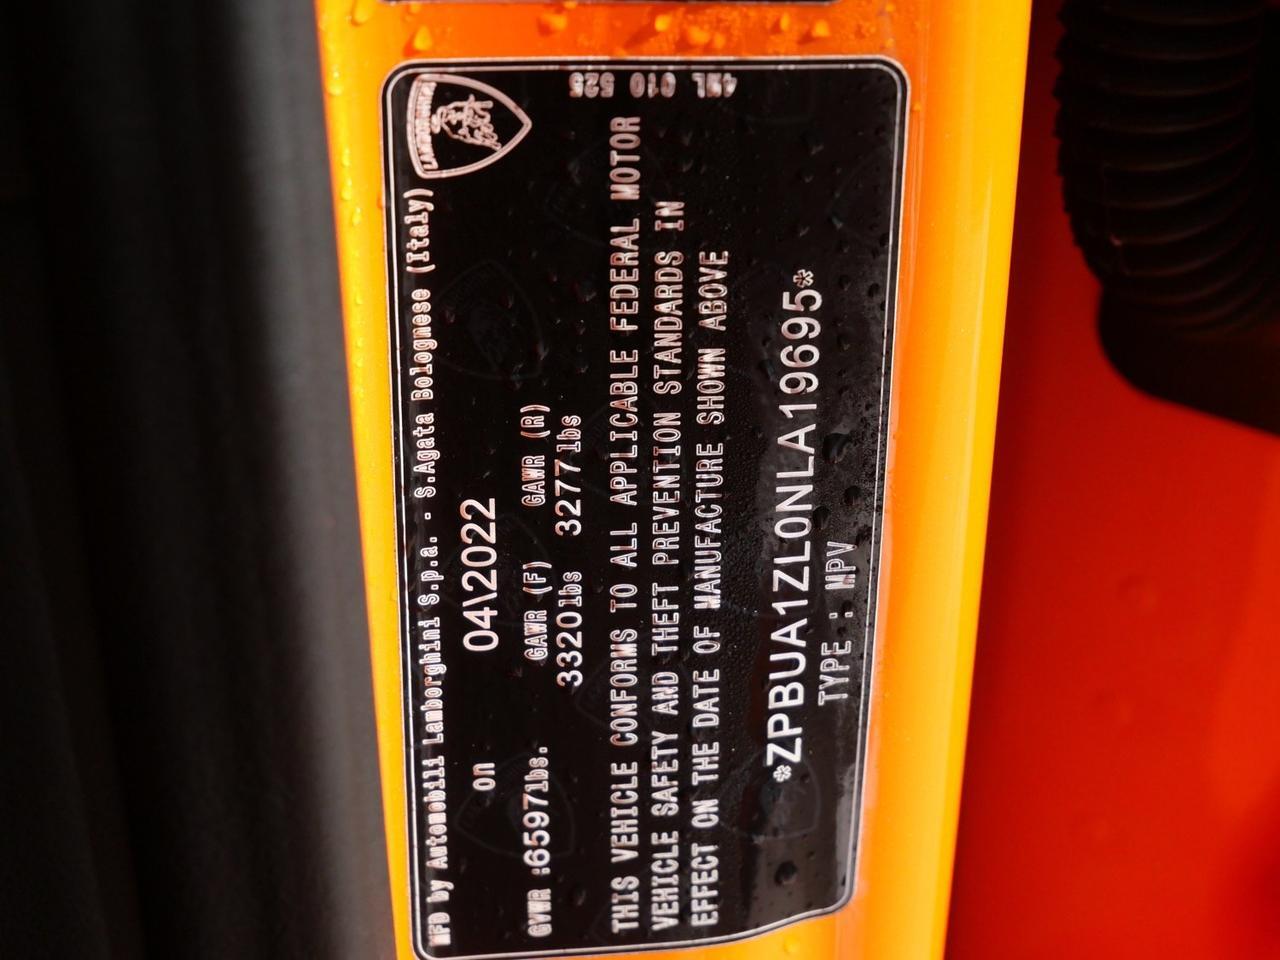 LAMBORGHINI
4ML 010 525
MFD by Automobili Lamborghini S.p.a. - S.Agata Bolognese (Italy)
on 04\2022
GVWR :6597lbs. GAWR (F) GAWR (R)
3320lbs 3277lbs
THIS VEHICLE CONFORMS TO ALL APPLICABLE FEDERAL MOTOR
VEHICLE SAFETY AND THEFT PREVENTION STANDARDS IN
EFFECT ON THE DATE OF MANUFACTURE SHOWN ABOVE
*ZPBUA1ZL0NLA19695*
TYPE : MPV